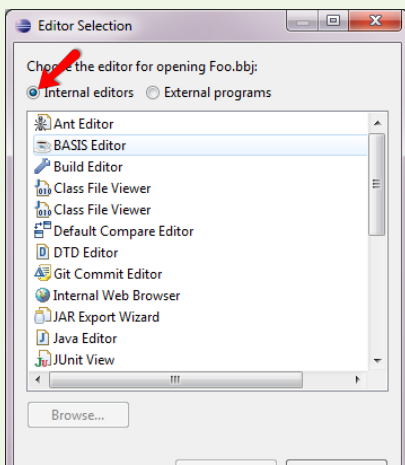 Editor Selection
Choose the editor for opening Foo.bbj:
Internal editors External programs
Ant Editor
BASIS Editor
Build Editor
Class File Viewer
Class File Viewer
Default Compare Editor
DTD Editor
Git Commit Editor
Internal Web Browser
JAR Export Wizard
Java Editor
JUnit View
Browse...